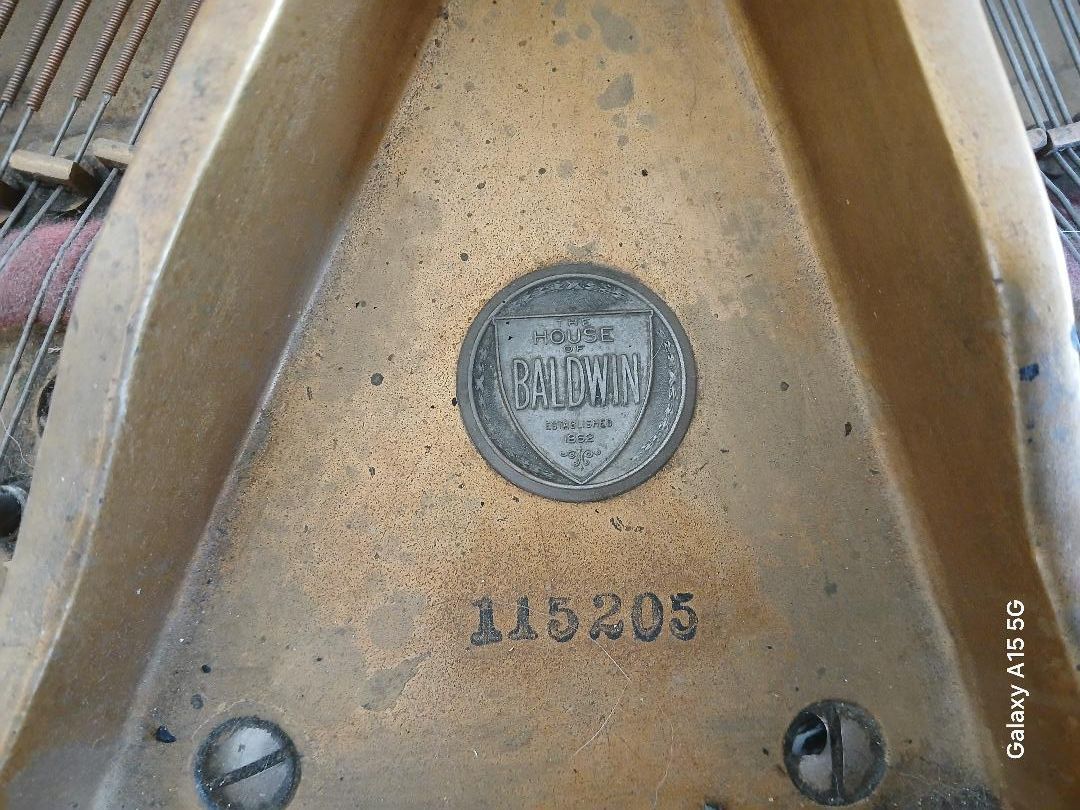 THE
HOUSE
OF
BALDWIN
ESTABLISHED
1862
115205
Galaxy A15 5G